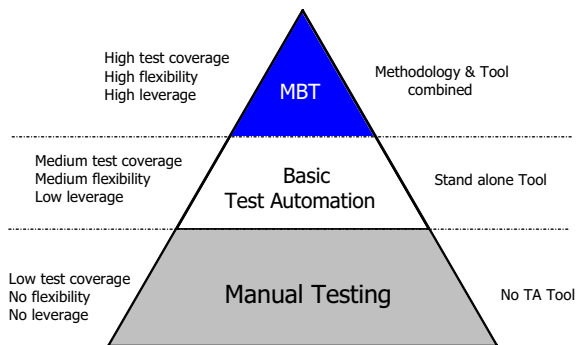 High test coverage
High flexibility
High leverage
MBT
Methodology & Tool
combined
Medium test coverage
Medium flexibility
Low leverage
Basic
Test Automation
Stand alone Tool
Low test coverage
No flexibility
No leverage
Manual Testing
No TA Tool